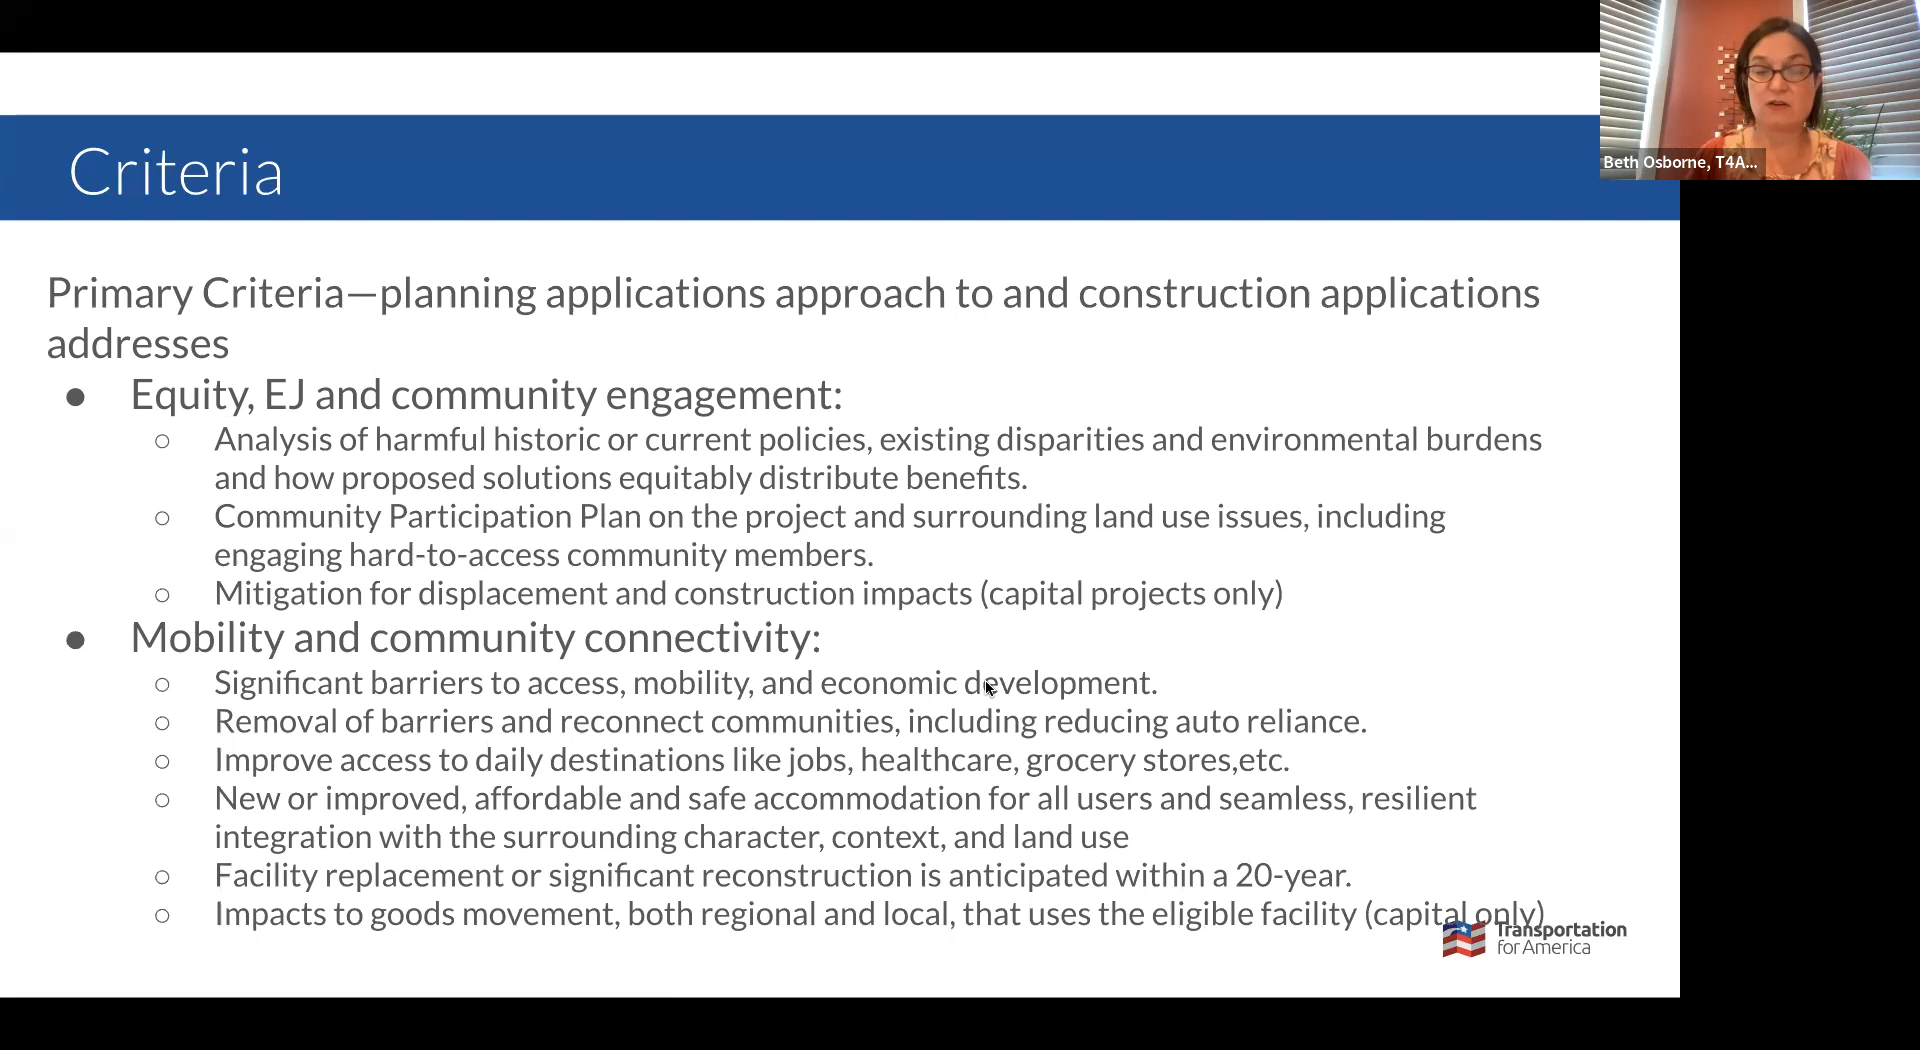 Criteria
Beth Osborne, T4A...
Primary Criteria—planning applications approach to and construction applications
addresses
● Equity, EJ and community engagement:
○ Analysis of harmful historic or current policies, existing disparities and environmental burdens
and how proposed solutions equitably distribute benefits.
○ Community Participation Plan on the project and surrounding land use issues, including
engaging hard-to-access community members.
○ Mitigation for displacement and construction impacts (capital projects only)
● Mobility and community connectivity:
○ Significant barriers to access, mobility, and economic development.
○ Removal of barriers and reconnect communities, including reducing auto reliance.
○ Improve access to daily destinations like jobs, healthcare, grocery stores,etc.
○ New or improved, affordable and safe accommodation for all users and seamless, resilient
integration with the surrounding character, context, and land use
○ Facility replacement or significant reconstruction is anticipated within a 20-year.
○ Impacts to goods movement, both regional and local, that uses the eligible facility (capital only)
Transportation
for America